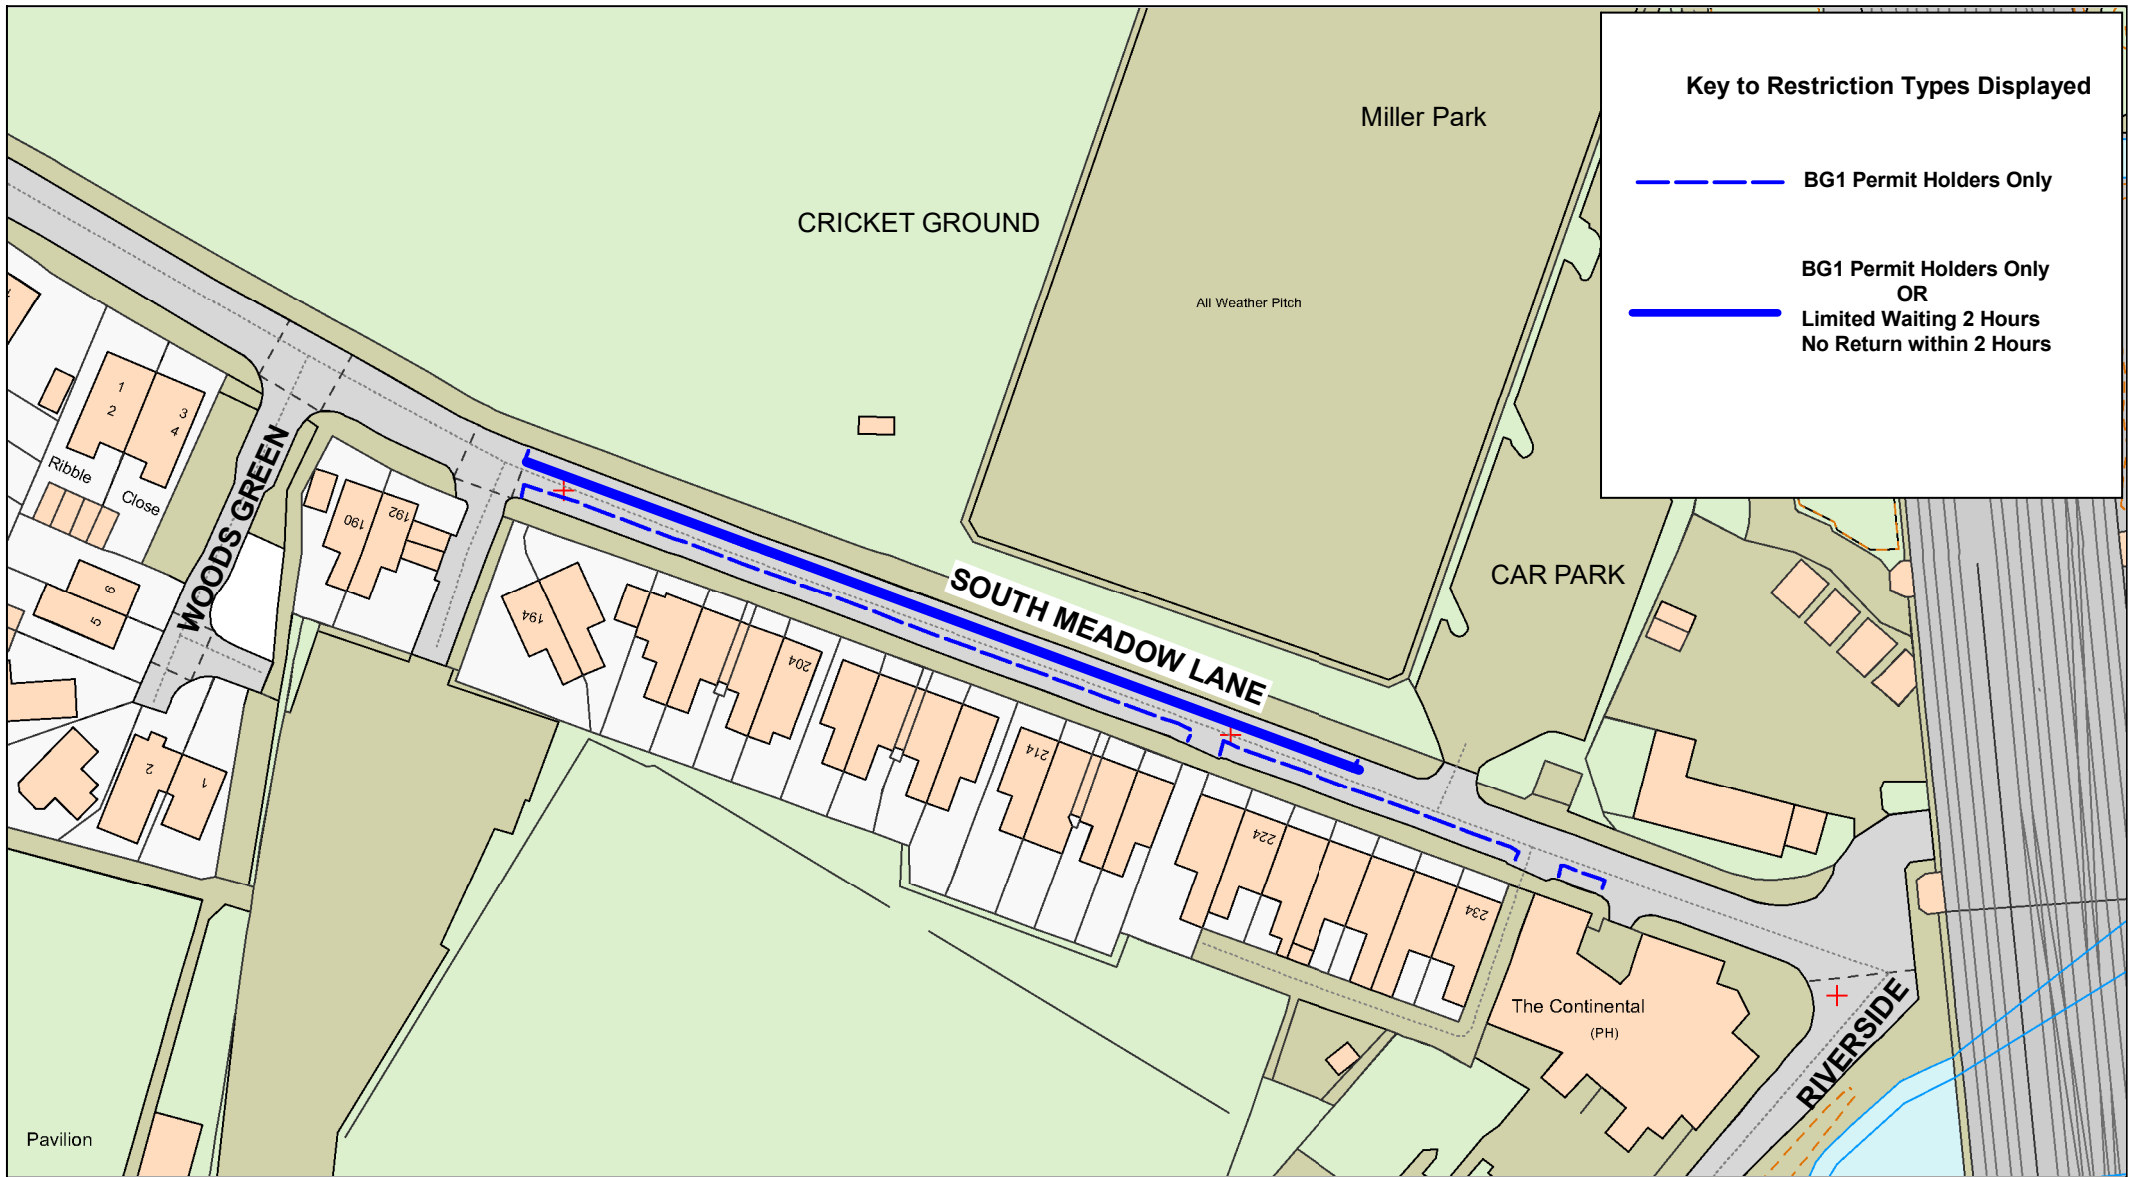 Key to Restriction Types Displayed
BG1 Permit Holders Only
BG1 Permit Holders Only
OR
Limited Waiting 2 Hours
No Return within 2 Hours
Miller Park
CRICKET GROUND
All Weather Pitch
CAR PARK
SOUTH MEADOW LANE
WOODS GREEN
RIVERSIDE
1
2
3
4
Ribble
Close
6
5
2
1
190
192
194
204
214
224
234
The Continental
(PH)
Pavilion